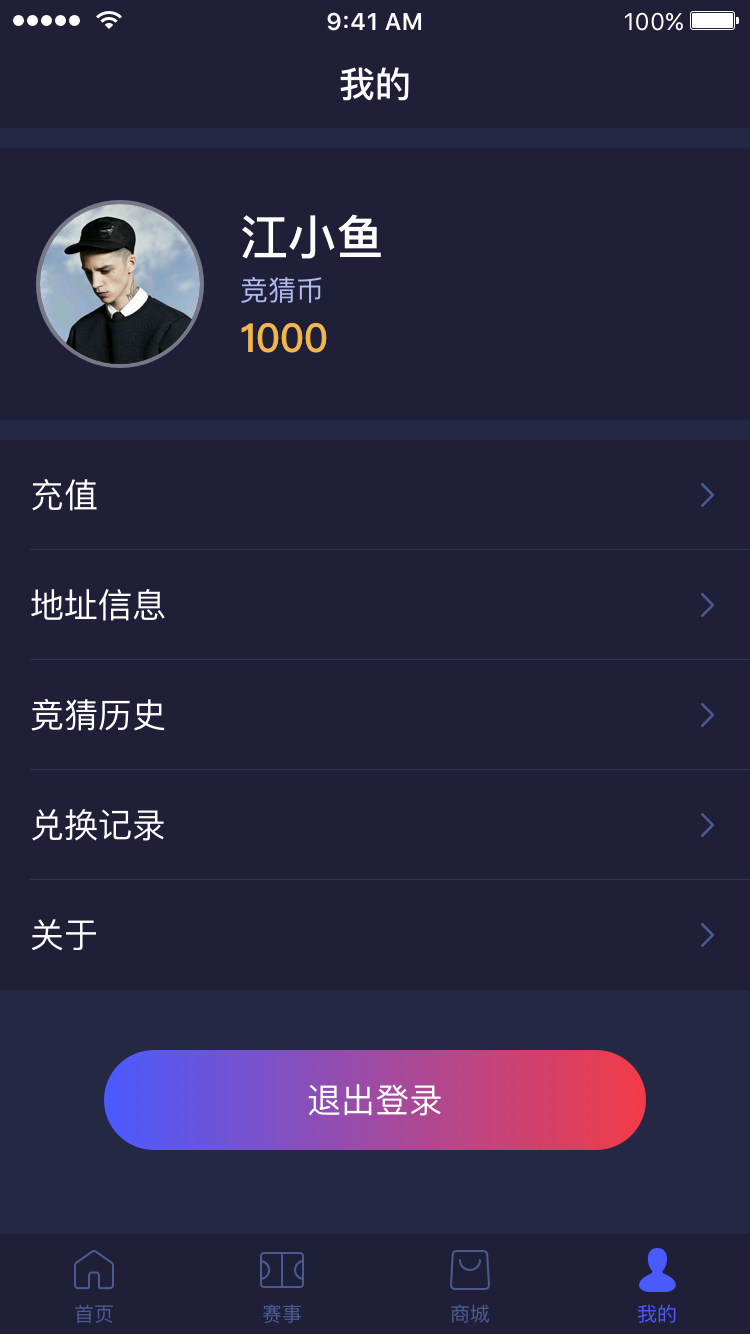 9:41 AM 100%
我的
江小鱼
竞猜币
1000
充值
地址信息
竞猜历史
兑换记录
关于
退出登录
首页 赛事 商城 我的